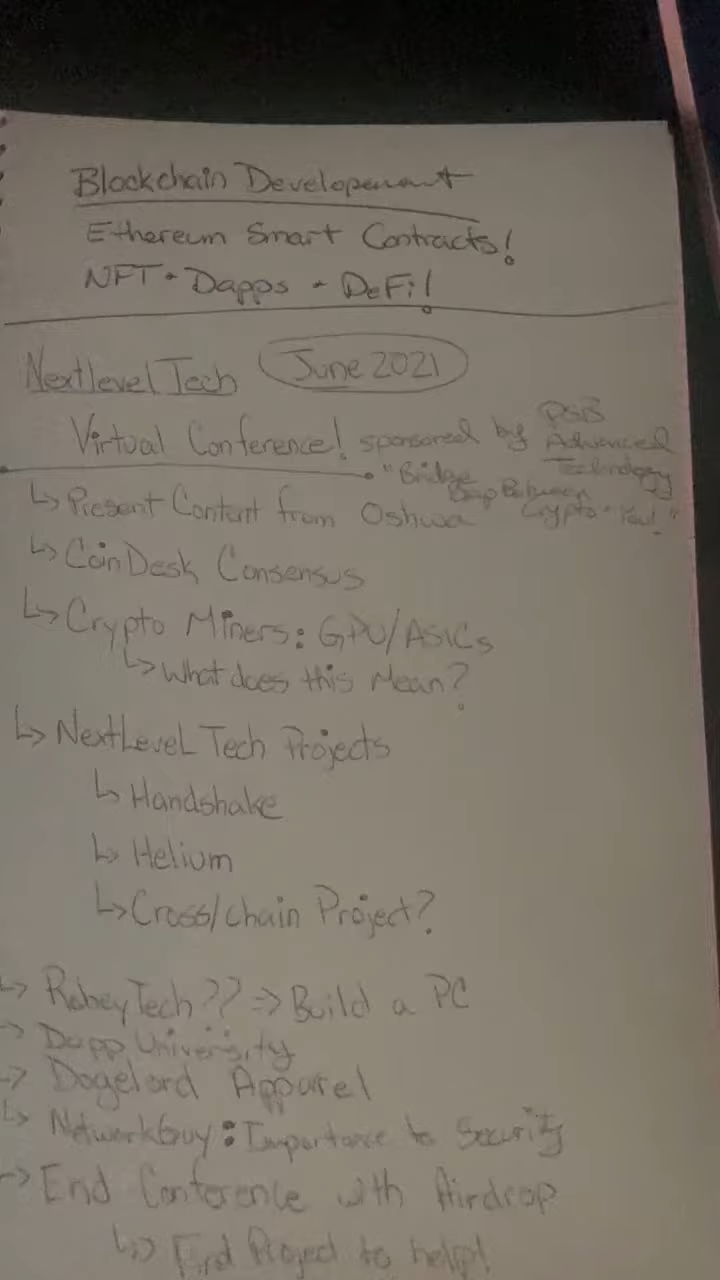 Blockchain Development
Ethereum Smart Contracts!
NFT • Dapps • DeFi!
Nextlevel Tech June 2021
Virtual Conference! sponsored by PSB Advanced Technology
"Bridge Gap Between Crypto + You!"
↳ Present Content from Oshwa
↳ CoinDesk Consensus
↳ Crypto Miners: GPU/ASICs
↳ What does this Mean?
↳ NextLevel Tech Projects
↳ Handshake
↳ Helium
↳ Cross/chain Project?
↳ RobeyTech?? => Build a PC
→ Dapp University
→ Dogelord Apparel
↳ NetworkGuy: Importance to Security
→ End Conference with Airdrop
↳ Find Project to help!